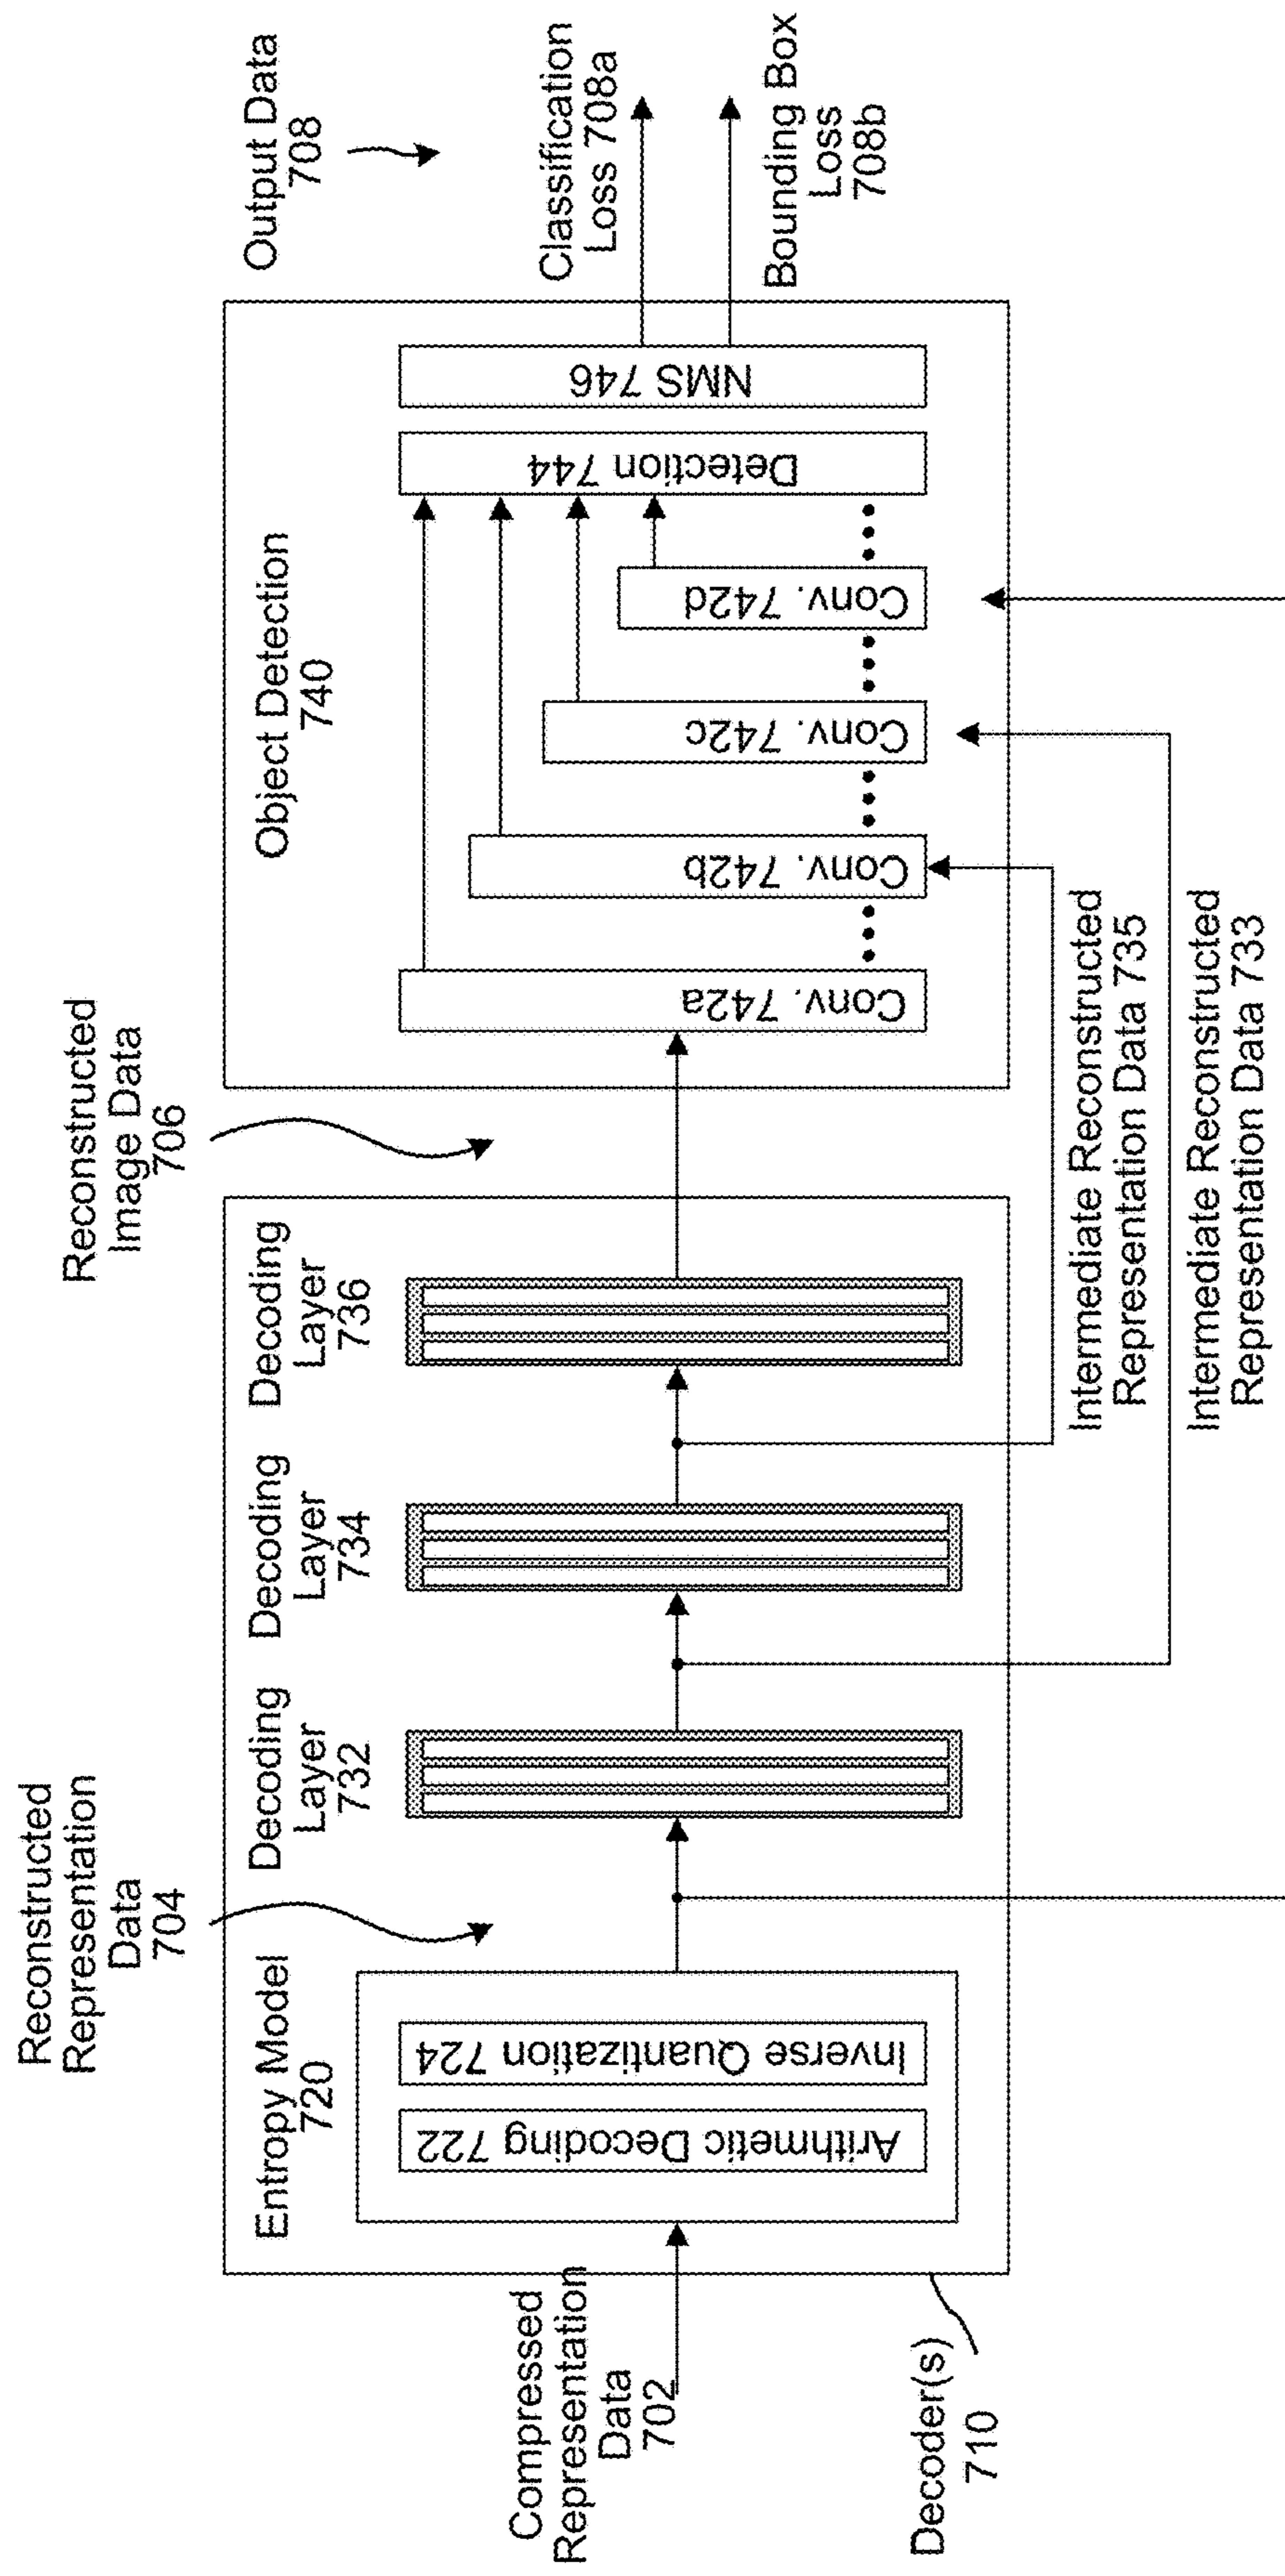 Reconstructed
Representation
Data
704
Reconstructed
Image Data
706
Output Data
708
Entropy Model
720
Decoding
Layer
732
Decoding
Layer
734
Decoding
Layer
736
Object Detection
740
Arithmetic Decoding 722
Inverse Quantization 724
Conv. 742a
Conv. 742b
Conv. 742c
Conv. 742d
Detection 744
NMS 746
Classification
Loss 708a
Bounding Box
Loss
708b
Compressed
Representation
Data
702
Decoder(s)
710
Intermediate Reconstructed
Representation Data 735
Intermediate Reconstructed
Representation Data 733